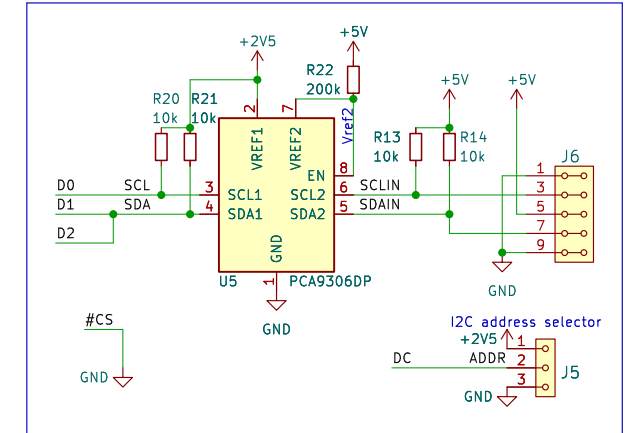 +5V
+2V5
R22
200k
+5V
+5V
R20
10k
R21
10k
2
7
VREF1
VREF2
Vref2
R13
10k
R14
10k
J6
EN
8
1
D0
SCL
3
SCL1
SCL2
6
SCLIN
3
D1
SDA
4
SDA1
SDA2
5
SDAIN
5
D2
7
GND
9
U5
1
PCA9306DP
GND
GND
#CS
GND
I2C address selector
+2V5
1
DC
ADDR
2
J5
3
GND